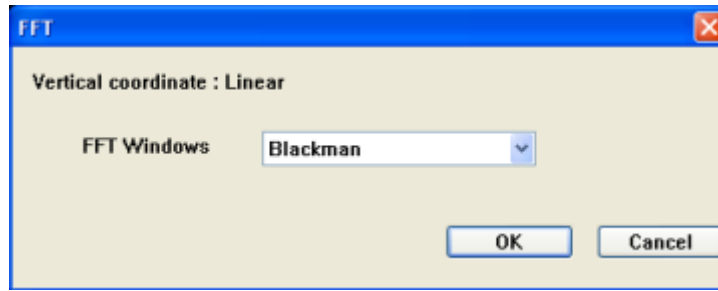 FFT
Vertical coordinate : Linear
FFT Windows Blackman
OK Cancel